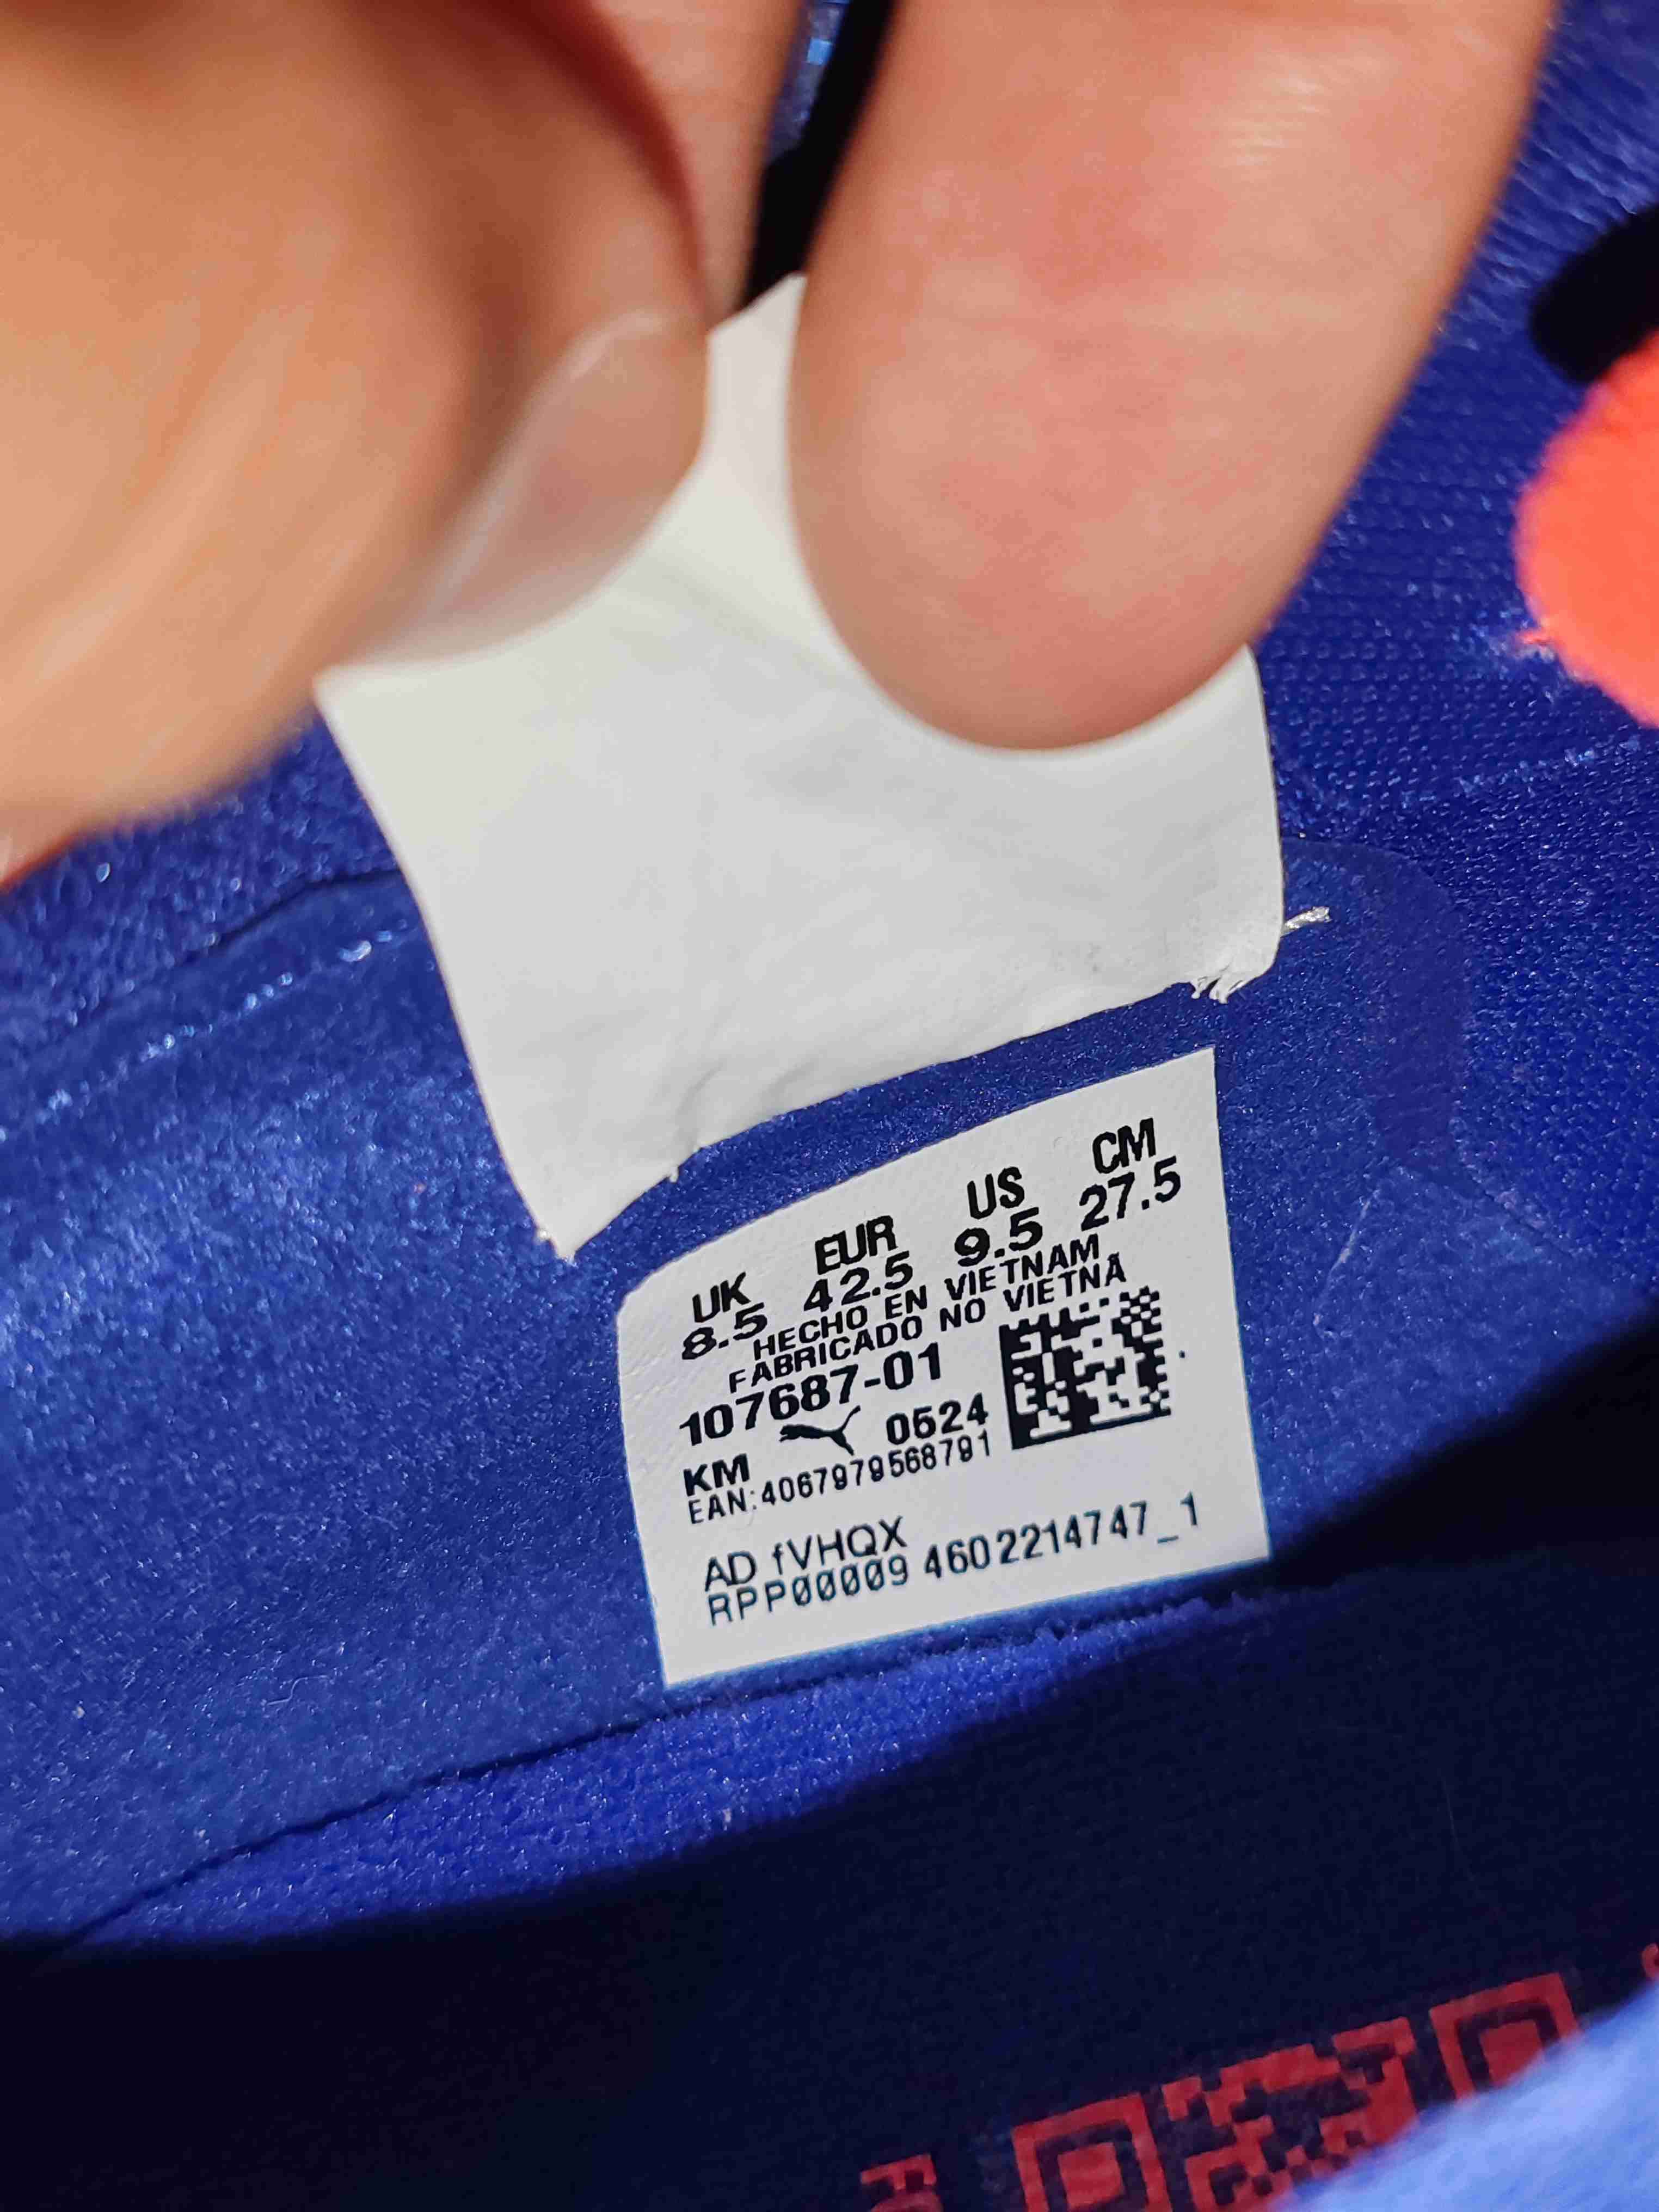 UK EUR US CM
8.5 42.5 9.5 27.5
HECHO EN VIETNAM
FABRICADO NO VIETNÃ
107687-01
KM 0524
EAN:4067979568791
AD fVHQX
RPP00009 4602214747_1